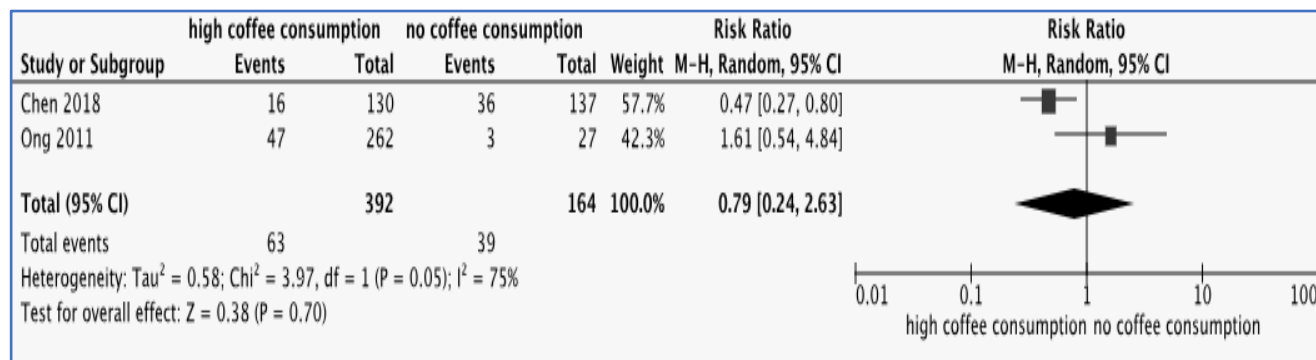 high coffee consumption no coffee consumption Risk Ratio Risk Ratio
Study or Subgroup Events Total Events Total Weight M-H, Random, 95% CI M-H, Random, 95% CI
Chen 2018 16 130 36 137 57.7% 0.47 [0.27, 0.80]
Ong 2011 47 262 3 27 42.3% 1.61 [0.54, 4.84]
Total (95% CI) 392 164 100.0% 0.79 [0.24, 2.63]
Total events 63 39
Heterogeneity: Tau² = 0.58; Chi² = 3.97, df = 1 (P = 0.05); I² = 75%
Test for overall effect: Z = 0.38 (P = 0.70)
0.01 0.1 1 10 100
high coffee consumption no coffee consumption